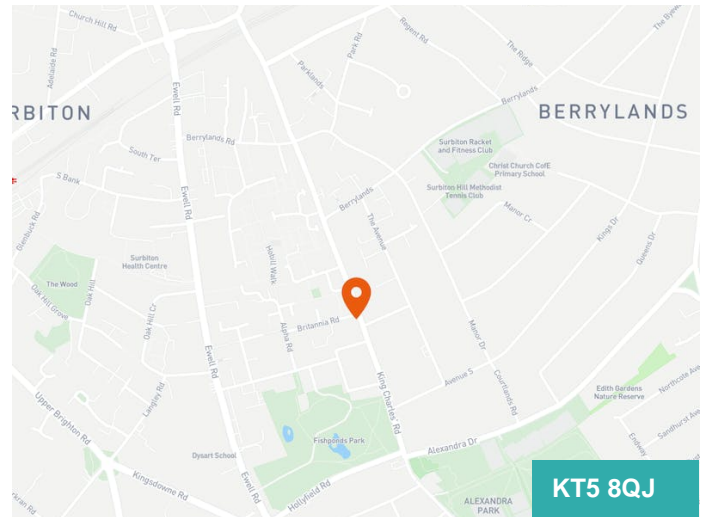 Church Hill Rd
Adelaide Rd
Ewell Rd
Park Rd
Regent Rd
The Ridge
The Byew
Parklands
RBITON
BERRYLANDS
Berrylands
Berrylands Rd
South Ter
Surbiton Racket
and Fitness Club
Christ Church CofE
Primary School
S Bank
Surbiton Hill Methodist
Tennis Club
Berrylands
Ewell Rd
Glenbuck Rd
The Avenue
Manor Cr
Kings Dr
Queens Dr
Surbiton
Health Centre
Hobill Walk
The Wood
Oak Hill
Oak Hill Grove
Oak Hill Cr
Alpha Rd
Britannia Rd
Manor Dr
Ewell Rd
Langley Rd
King Charles' Rd
Avenue S
Courtlands Rd
Edith Gardens
Nature Reserve
Northcote Ave
Sandhurst Av
Endway
Upper Brighton Rd
Fishponds Park
Alexandra Dr
Dysart School
Kingsdowne Rd
Hollyfield Rd
KT5 8QJ
ALEXANDRA
PARK